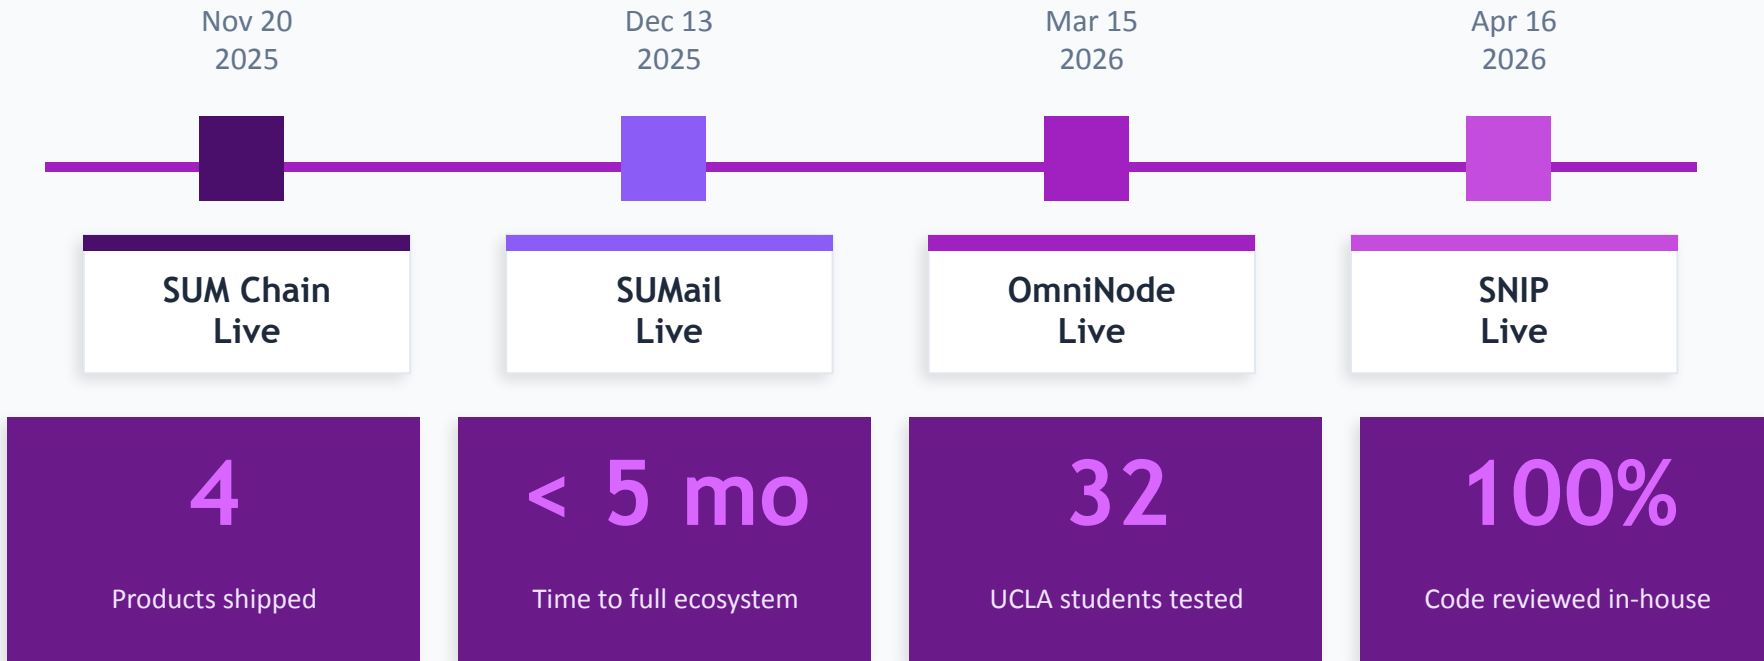 Nov 20
2025
Dec 13
2025
Mar 15
2026
Apr 16
2026
SUM Chain
Live
SUMail
Live
OmniNode
Live
SNIP
Live
4
Products shipped
< 5 mo
Time to full ecosystem
32
UCLA students tested
100%
Code reviewed in-house